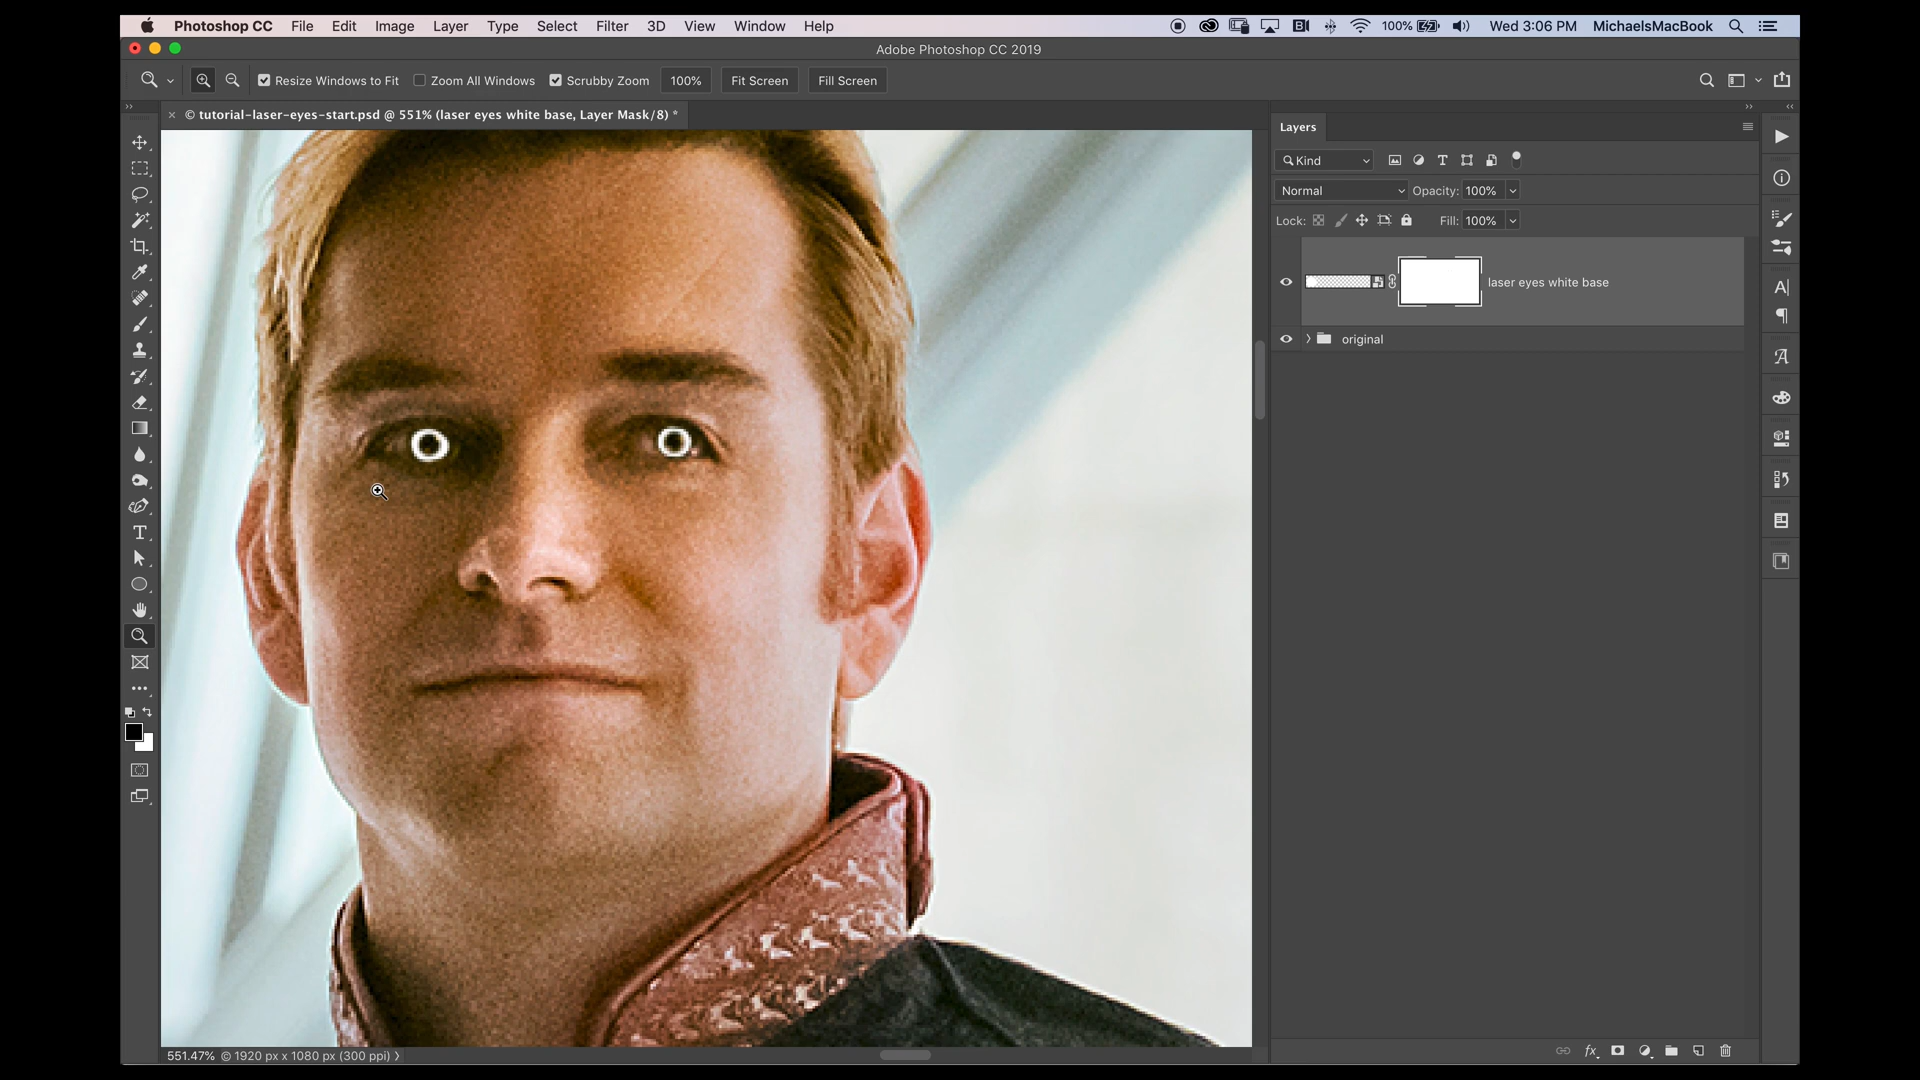 Photoshop CC File Edit Image Layer Type Select Filter 3D View Window Help 100% Wed 3:06 PM MichaelsMacBook
Adobe Photoshop CC 2019
Resize Windows to Fit Zoom All Windows Scrubby Zoom 100% Fit Screen Fill Screen
× © tutorial-laser-eyes-start.psd @ 551% (laser eyes white base, Layer Mask/8) *
Layers
Kind
Normal Opacity: 100%
Lock: Fill: 100%
laser eyes white base
original
551.47% © 1920 px x 1080 px (300 ppi)
fx